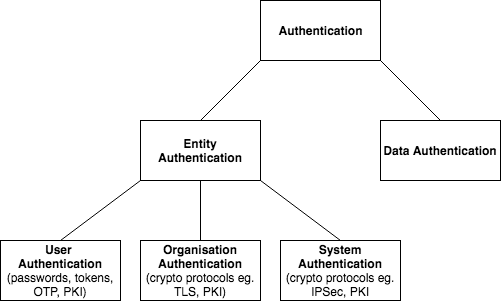 Authentication
Entity
Authentication
Data Authentication
User
Authentication
(passwords, tokens,
OTP, PKI)
Organisation
Authentication
(crypto protocols eg.
TLS, PKI)
System
Authentication
(crypto protocols eg.
IPSec, PKI